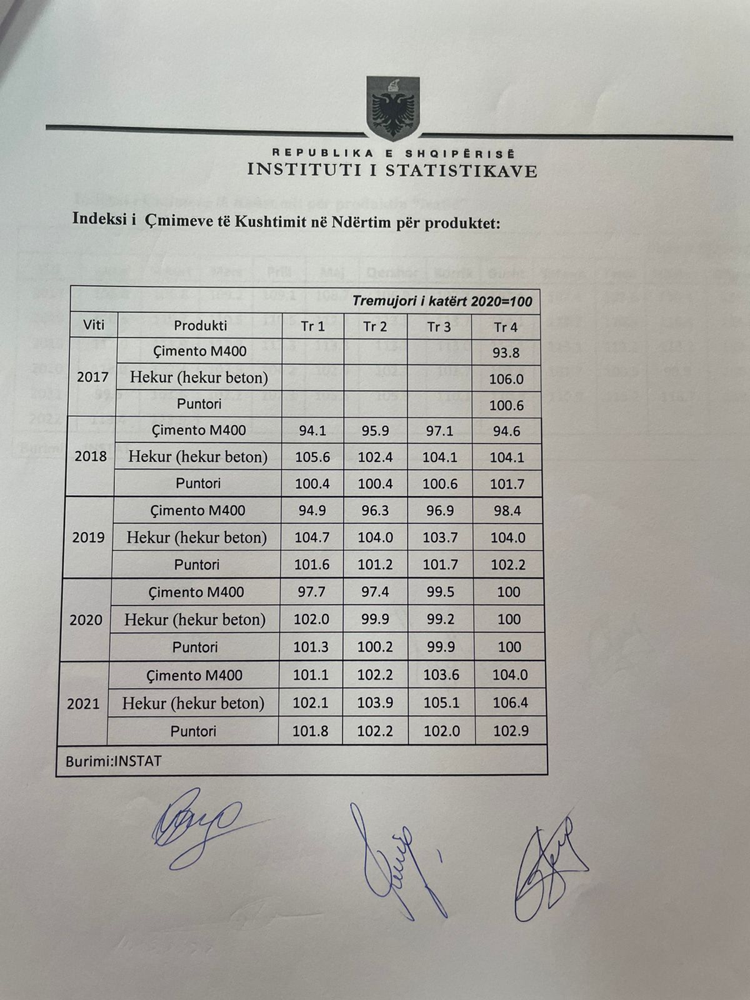 REPUBLIKA E SHQIPËRISË
INSTITUTI I STATISTIKAVE
Indeksi i Çmimeve të Kushtimit në Ndërtim për produktet:
Tremujori i katërt 2020=100
Viti Produkti Tr 1 Tr 2 Tr 3 Tr 4
2017
Çimento M400 93.8
Hekur (hekur beton) 106.0
Puntori 100.6
2018
Çimento M400 94.1 95.9 97.1 94.6
Hekur (hekur beton) 105.6 102.4 104.1 104.1
Puntori 100.4 100.4 100.6 101.7
2019
Çimento M400 94.9 96.3 96.9 98.4
Hekur (hekur beton) 104.7 104.0 103.7 104.0
Puntori 101.6 101.2 101.7 102.2
2020
Çimento M400 97.7 97.4 99.5 100
Hekur (hekur beton) 102.0 99.9 99.2 100
Puntori 101.3 100.2 99.9 100
2021
Çimento M400 101.1 102.2 103.6 104.0
Hekur (hekur beton) 102.1 103.9 105.1 106.4
Puntori 101.8 102.2 102.0 102.9
Burimi:INSTAT